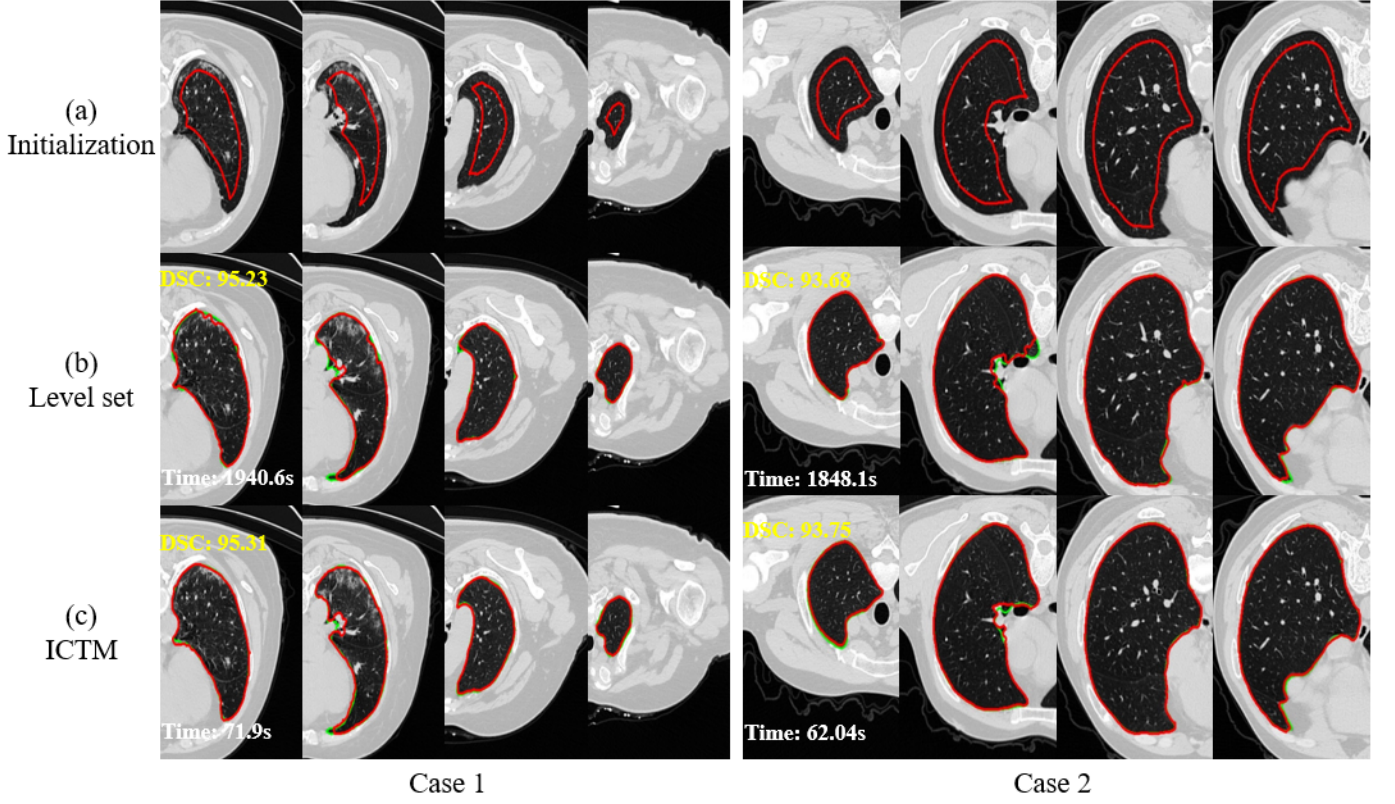 (a)
Initialization
DSC: 95.23
DSC: 93.68
(b)
Level set
Time: 1940.6s
Time: 1848.1s
DSC: 95.31
DSC: 93.75
(c)
ICTM
Time: 71.9s
Time: 62.04s
Case 1
Case 2